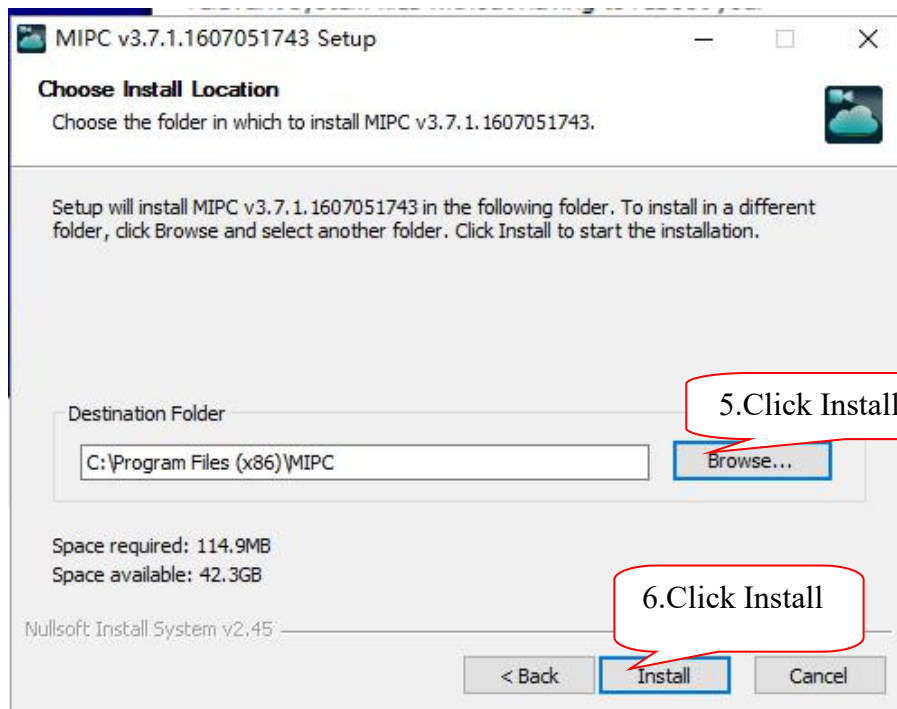 MIPC v3.7.1.1607051743 Setup
Choose Install Location
Choose the folder in which to install MIPC v3.7.1.1607051743.
Setup will install MIPC v3.7.1.1607051743 in the following folder. To install in a different
folder, click Browse and select another folder. Click Install to start the installation.
5.Click Install
Destination Folder
C:\Program Files (x86)\MIPC
Browse...
Space required: 114.9MB
Space available: 42.3GB
6.Click Install
Nullsoft Install System v2.45
< Back
Install
Cancel